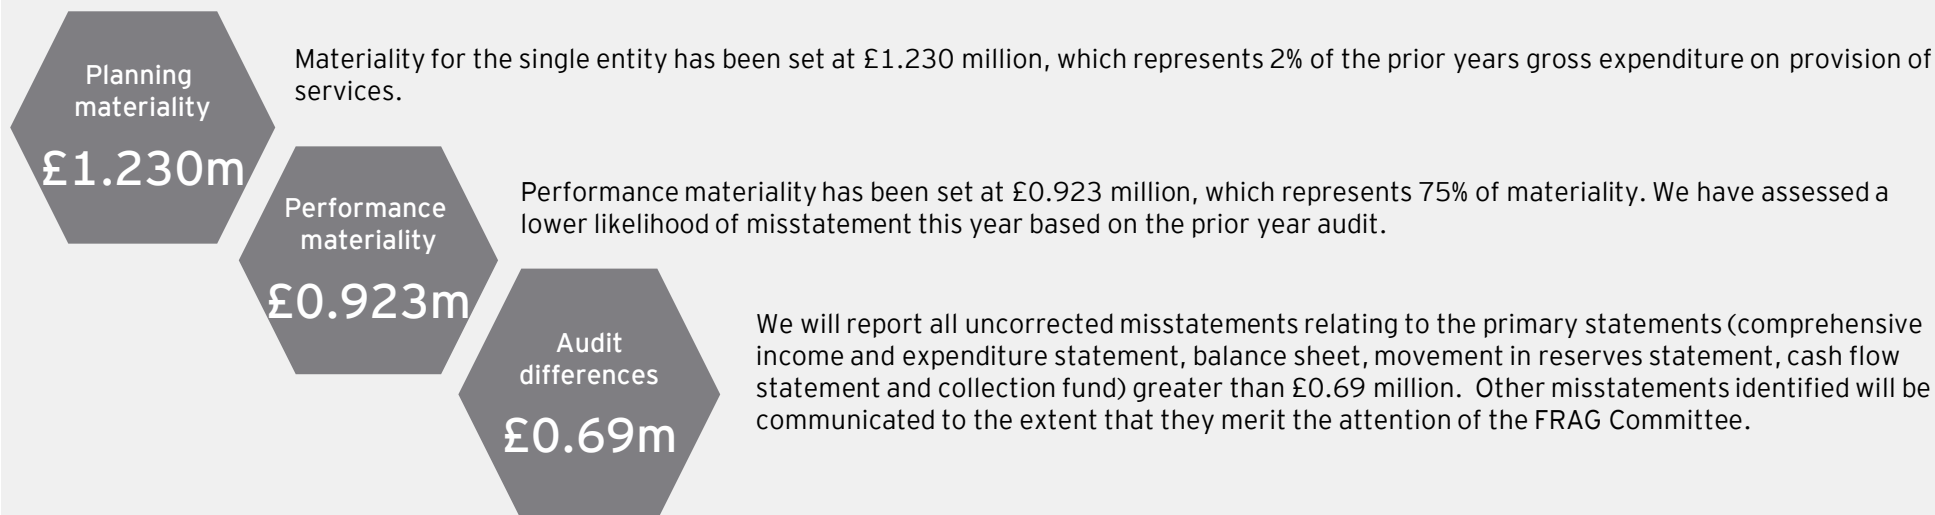 Planning
materiality
£1.230m
Materiality for the single entity has been set at £1.230 million, which represents 2% of the prior years gross expenditure on provision of
services.
Performance
materiality
£0.923m
Performance materiality has been set at £0.923 million, which represents 75% of materiality. We have assessed a
lower likelihood of misstatement this year based on the prior year audit.
Audit
differences
£0.69m
We will report all uncorrected misstatements relating to the primary statements (comprehensive
income and expenditure statement, balance sheet, movement in reserves statement, cash flow
statement and collection fund) greater than £0.69 million. Other misstatements identified will be
communicated to the extent that they merit the attention of the FRAG Committee.